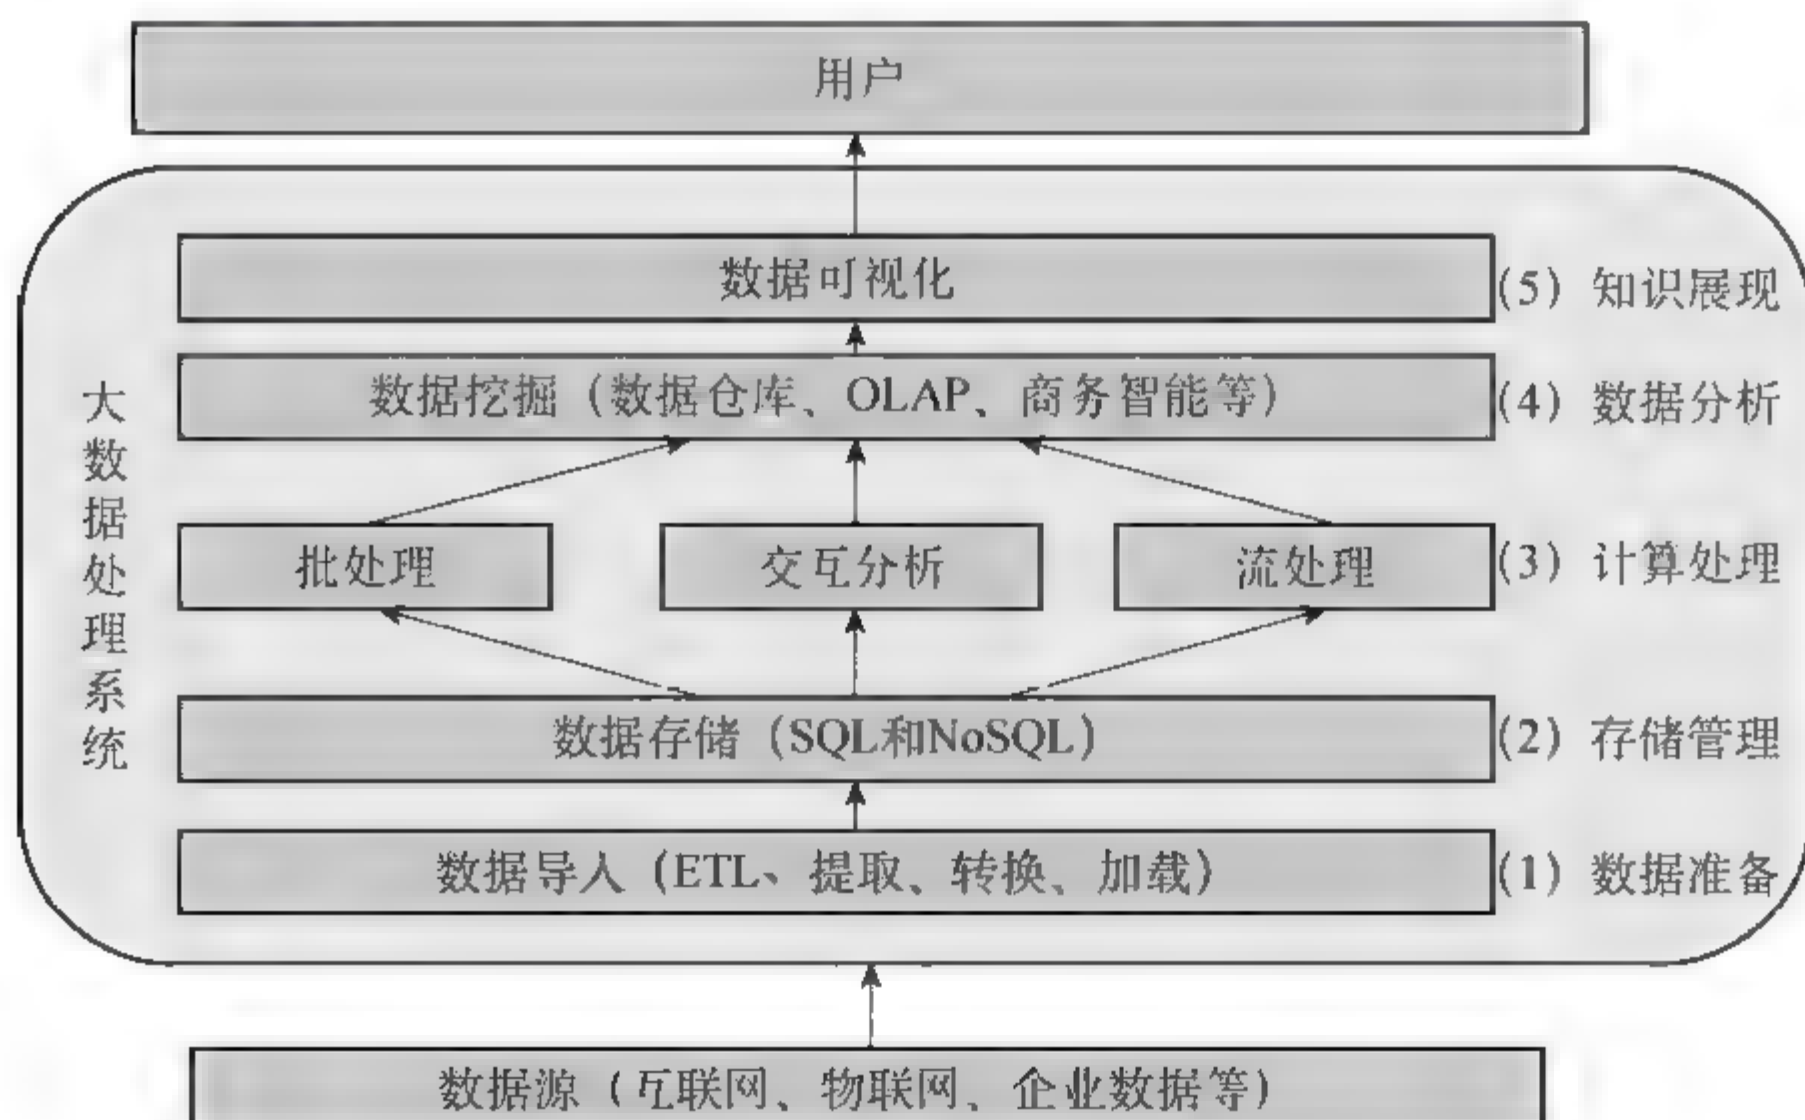 用户
数据可视化
(5) 知识展现
数据挖掘（数据仓库、OLAP、商务智能等）
(4) 数据分析
大数据处理系统
批处理
交互分析
流处理
(3) 计算处理
数据存储（SQL和NoSQL）
(2) 存储管理
数据导人（ETL、提取、转换、加载）
(1) 数据准备
数据源（互联网、物联网、企业数据等）